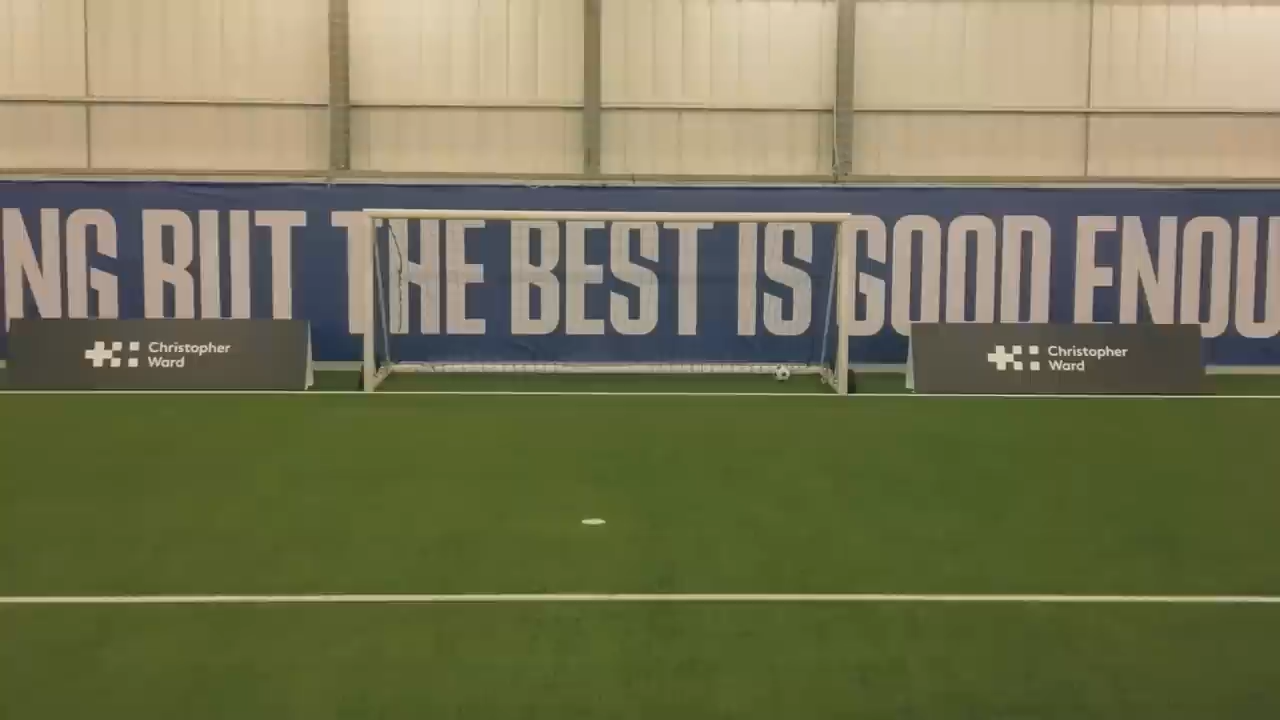 NG BUT THE BEST IS GOOD ENOU
Christopher
Ward
Christopher
Ward